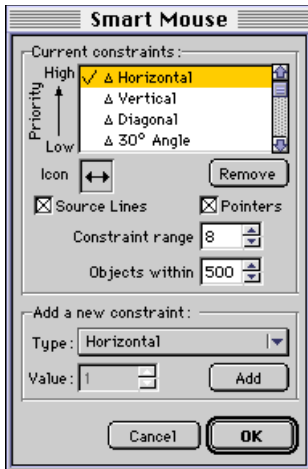 Smart Mouse
Current constraints:
High
Priority
Low
✓ Δ Horizontal
Δ Vertical
Δ Diagonal
Δ 30° Angle
Icon
Remove
Source Lines
Pointers
Constraint range 8
Objects within 500
Add a new constraint:
Type: Horizontal
Value: 1
Add
Cancel
OK